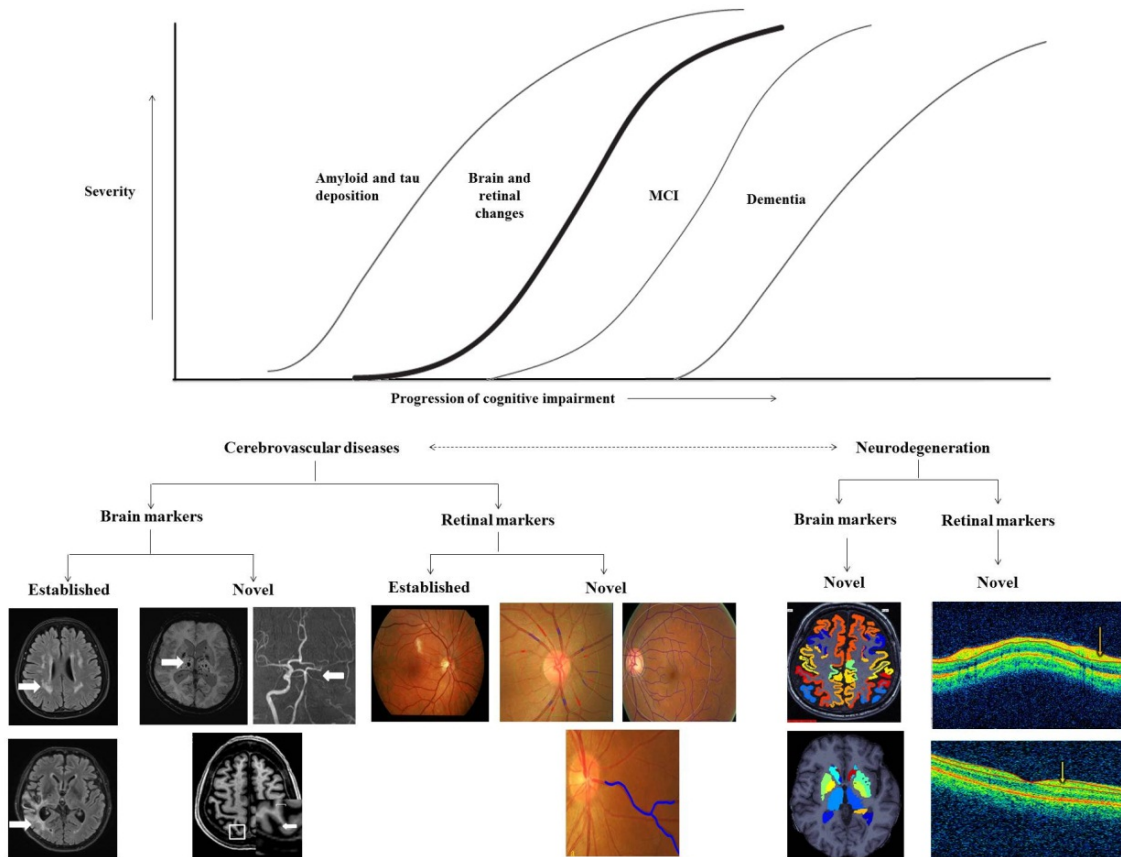 Severity
Amyloid and tau
deposition
Brain and
retinal
changes
MCI
Dementia
Progression of cognitive impairment
Cerebrovascular diseases
Neurodegeneration
Brain markers
Retinal markers
Brain markers
Retinal markers
Established
Novel
Established
Novel
Novel
Novel